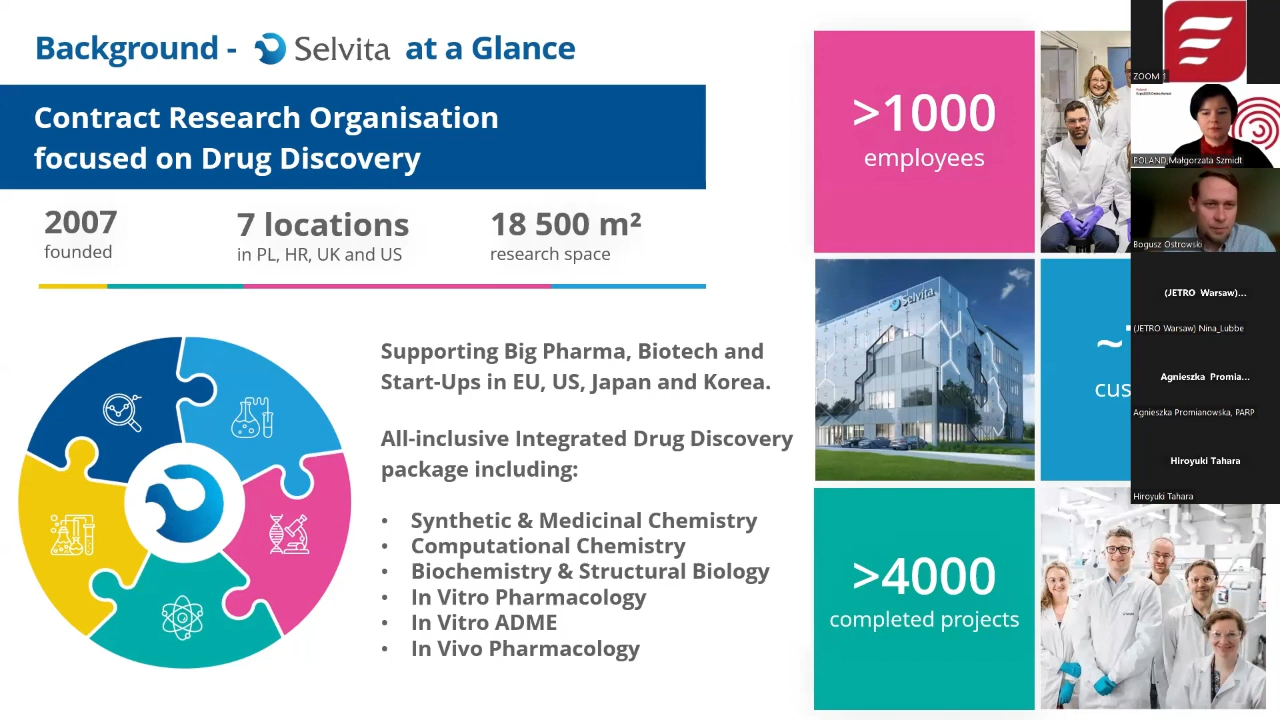 Background - Selvita at a Glance
Contract Research Organisation
focused on Drug Discovery
2007
founded
7 locations
in PL, HR, UK and US
18 500 m²
research space
Supporting Big Pharma, Biotech and
Start-Ups in EU, US, Japan and Korea.
All-inclusive Integrated Drug Discovery
package including:
• Synthetic & Medicinal Chemistry
• Computational Chemistry
• Biochemistry & Structural Biology
• In Vitro Pharmacology
• In Vitro ADME
• In Vivo Pharmacology
>1000
employees
Selvita
~
cus
>4000
completed projects
ZOOM 1
POLAND,Małgorzata Szmidt
Bogusz Ostrowski
(JETRO Warsaw)...
(JETRO Warsaw) Nina_Lubbe
Agnieszka Promia...
Agnieszka Promianowska, PARP
Hiroyuki Tahara
Hiroyuki Tahara